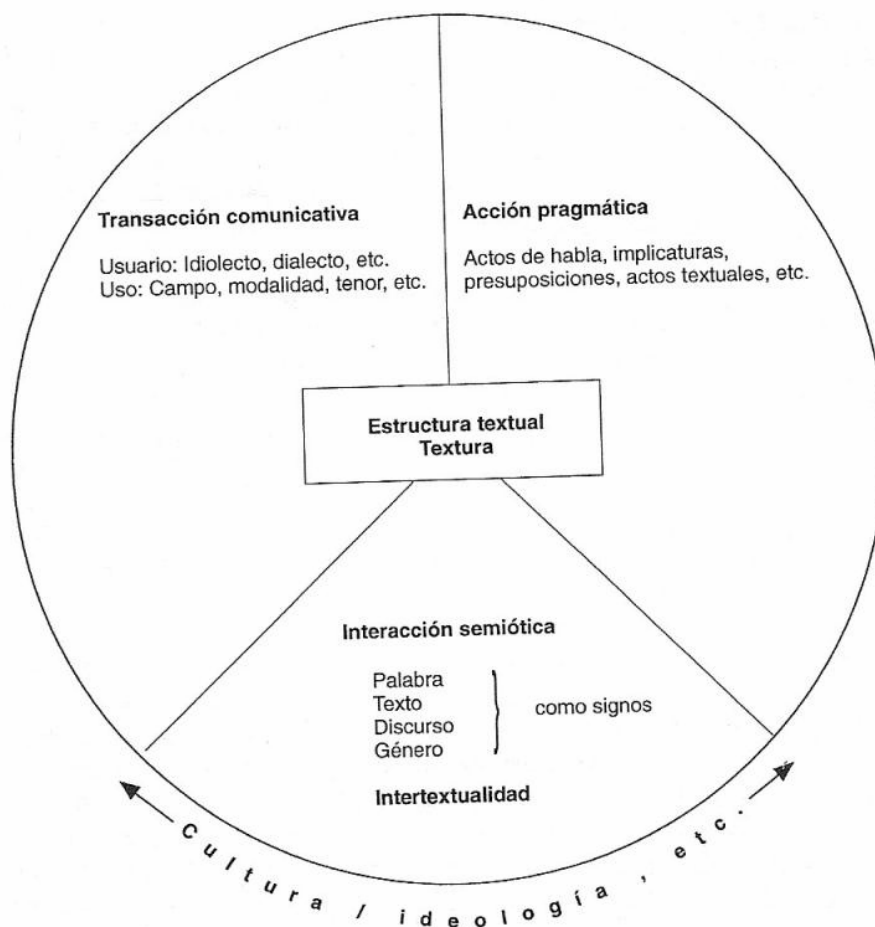 Transacción comunicativa
Usuario: Idiolecto, dialecto, etc.
Uso: Campo, modalidad, tenor, etc.
Acción pragmática
Actos de habla, implicaturas,
presuposiciones, actos textuales, etc.
Estructura textual
Textura
Interacción semiótica
Palabra
Texto
Discurso
Género
como signos
Intertextualidad
Cultura / ideología, etc.